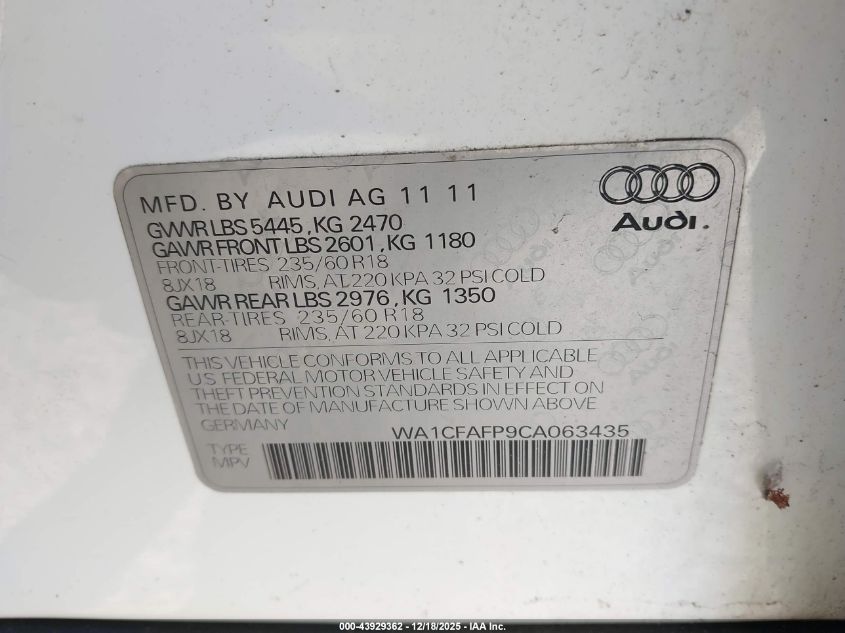 MFD. BY AUDI AG 11 11
GWWR LBS 5445, KG 2470
GAWR FRONT LBS 2601, KG 1180
FRONT-TIRES 235/60 R18
8JX18 RIMS, AT 220 KPA 32 PSI COLD
GAWR REAR LBS 2976, KG 1350
REAR-TIRES 235/60 R18
8JX18 RIMS, AT 220 KPA 32 PSI COLD
Audi.
THIS VEHICLE CONFORMS TO ALL APPLICABLE
US FEDERAL MOTOR VEHICLE SAFETY AND
THEFT PREVENTION STANDARDS IN EFFECT ON
THE DATE OF MANUFACTURE SHOWN ABOVE.
GERMANY
WA1CFAFP9CA063435
TYPE
MPV
000-43929362 - 12/18/2025 - IAA Inc.